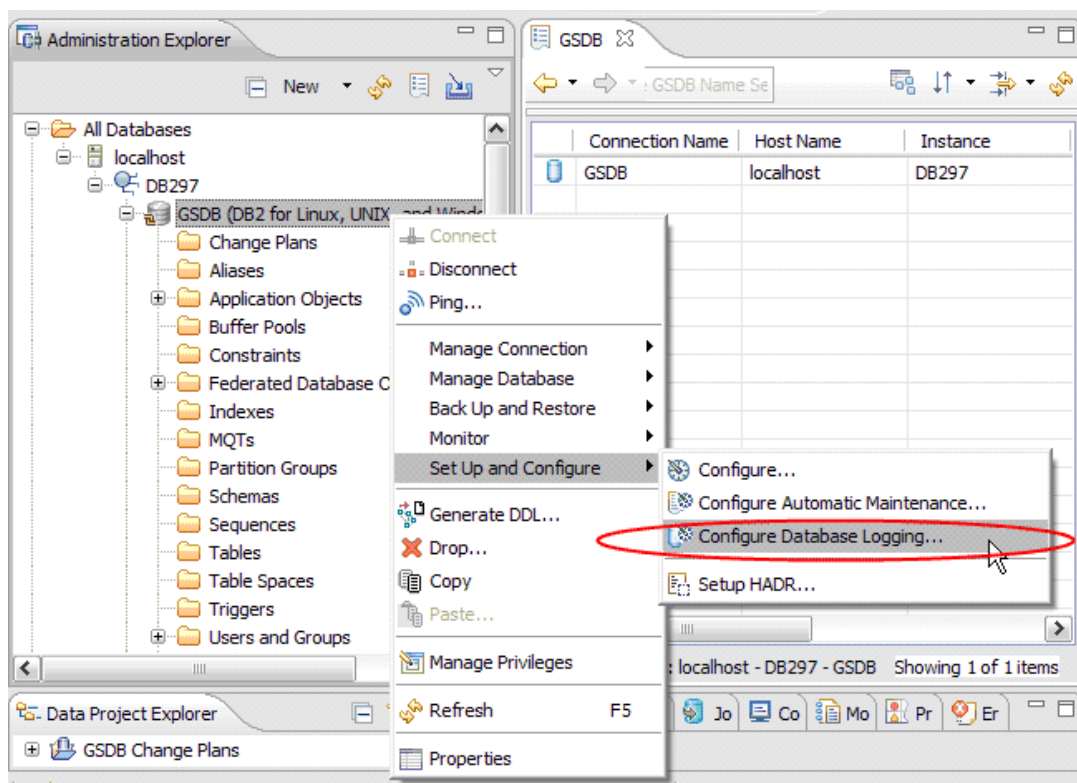 Administration Explorer
New
All Databases
localhost
DB297
GSDB (DB2 for Linux, UNIX, and Windo
Change Plans
Aliases
Application Objects
Buffer Pools
Constraints
Federated Database O
Indexes
MQTs
Partition Groups
Schemas
Sequences
Tables
Table Spaces
Triggers
Users and Groups
Data Project Explorer
GSDB Change Plans
Connect
Disconnect
Ping...
Manage Connection
Manage Database
Back Up and Restore
Monitor
Set Up and Configure
Generate DDL...
Drop...
Copy
Paste...
Manage Privileges
Refresh F5
Properties
Configure...
Configure Automatic Maintenance...
Configure Database Logging...
Setup HADR...
GSDB
: GSDB Name Se
Connection Name Host Name Instance
GSDB localhost DB297
: localhost - DB297 - GSDB Showing 1 of 1 items
Jo Co Mo Pr Er